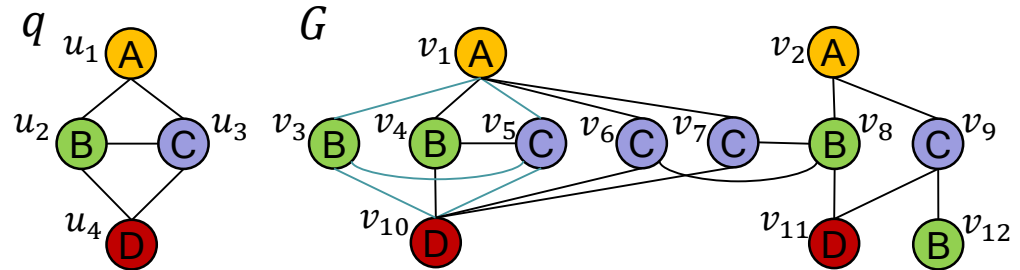 q G
u₁ A v₁ A v₂ A
u₂ B C u₃ v₃ B v₄ B v₅ C v₆ C v₇ C B v₈ C v₉
u₄ D v₁₀ D v₁₁ D B v₁₂